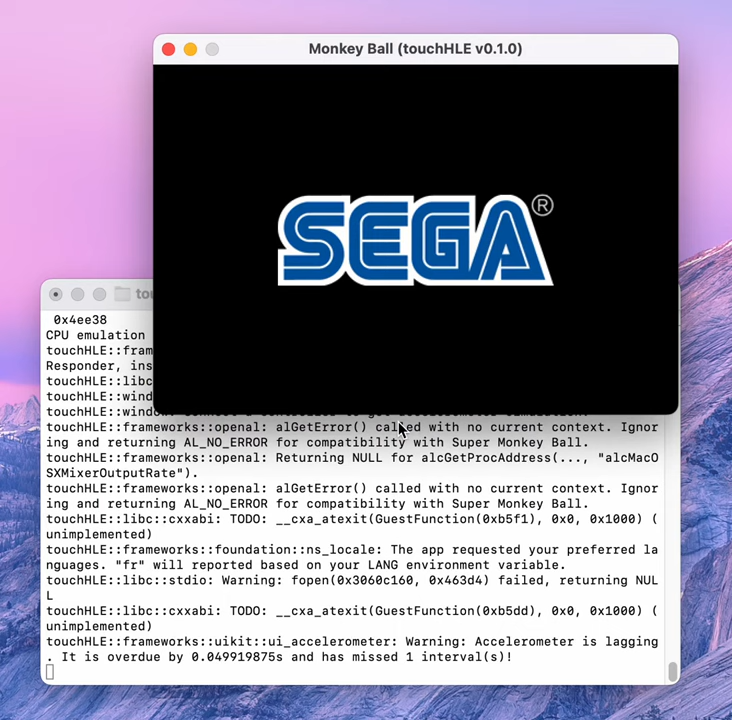 Monkey Ball (touchHLE v0.1.0)
SEGA®
0x4ee38
CPU emulation
touchHLE::fram
Responder, ins
touchHLE::libc
touchHLE::wind
touchHLE::window:
touchHLE::frameworks::openal: alGetError() called with no current context. Ignor
ing and returning AL_NO_ERROR for compatibility with Super Monkey Ball.
touchHLE::frameworks::openal: Returning NULL for alcGetProcAddress(..., "alcMacO
SXMixerOutputRate").
touchHLE::frameworks::openal: alGetError() called with no current context. Ignor
ing and returning AL_NO_ERROR for compatibility with Super Monkey Ball.
touchHLE::libc::cxxabi: TODO: __cxa_atexit(GuestFunction(0xb5f1), 0x0, 0x1000) (
unimplemented)
touchHLE::frameworks::foundation::ns_locale: The app requested your preferred la
nguages. "fr" will reported based on your LANG environment variable.
touchHLE::libc::stdio: Warning: fopen(0x3060c160, 0x463d4) failed, returning NUL
L
touchHLE::libc::cxxabi: TODO: __cxa_atexit(GuestFunction(0xb5dd), 0x0, 0x1000) (
unimplemented)
touchHLE::frameworks::uikit::ui_accelerometer: Warning: Accelerometer is lagging
. It is overdue by 0.049919875s and has missed 1 interval(s)!